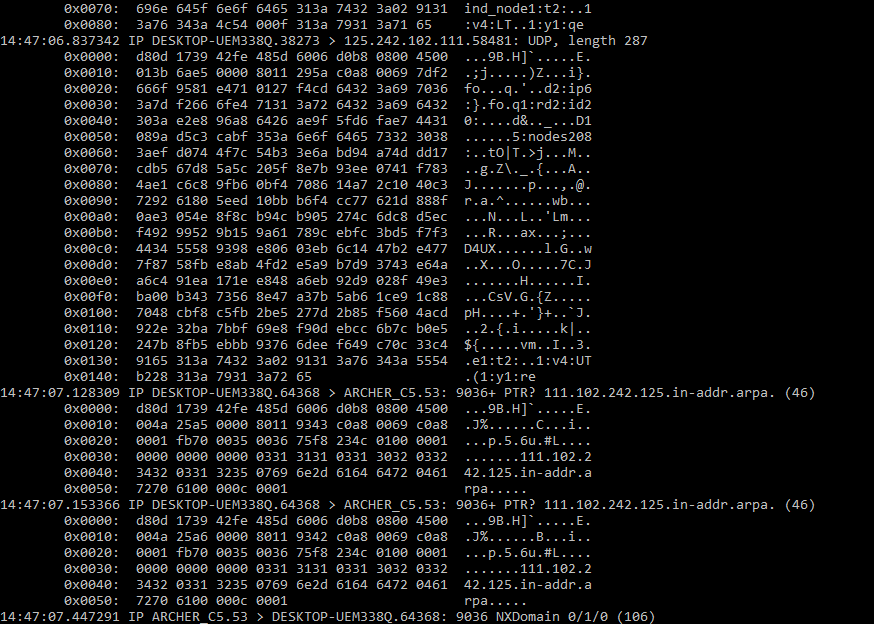 0x0070:  696e 645f 6e6f 6465 313a 7432 3a02 9131  ind_node1:t2:..1
0x0080:  3a76 343a 4c54 000f 313a 7931 3a71 65    :v4:LT..1:y1:qe
14:47:06.837342 IP DESKTOP-UEM338Q.38273 > 125.242.102.111.58481: UDP, length 287
0x0000:  d80d 1739 42fe 485d 6006 d0b8 0800 4500  ...9B.H]`.....E.
0x0010:  013b 6ae5 0000 8011 295a c0a8 0069 7df2  .;j.....)Z...i}.
0x0020:  666f 9581 e471 0127 f4cd 6432 3a69 7036  fo...q.'..d2:ip6
0x0030:  3a7d f266 6fe4 7131 3a72 6432 3a69 6432  :}.fo.q1:rd2:id2
0x0040:  303a e2e8 96a8 6426 ae9f 5fd6 fae7 4431  0:....d&.._...D1
0x0050:  089a d5c3 cabf 353a 6e6f 6465 7332 3038  ......5:nodes208
0x0060:  3aef d074 4f7c 54b3 3e6a bd94 a74d dd17  :..tO|T.>j...M..
0x0070:  cdb5 67d8 5a5c 205f 8e7b 93ee 0741 f783  ..g.Z\._.{...A..
0x0080:  4ae1 c6c8 9fb6 0bf4 7086 14a7 2c10 40c3  J.......p...,.@.
0x0090:  7292 6180 5eed 10bb b6f4 cc77 621d 888f  r.a.^......wb...
0x00a0:  0ae3 054e 8f8c b94c b905 274c 6dc8 d5ec  ...N...L..'Lm...
0x00b0:  f492 9952 9b15 9a61 789c ebfc 3bd5 f7f3  ...R...ax...;...
0x00c0:  4434 5558 9398 e806 03eb 6c14 47b2 e477  D4UX......l.G..w
0x00d0:  7f87 58fb e8ab 4fd2 e5a9 b7d9 3743 e64a  ..X...O.....7C.J
0x00e0:  a6c4 91ea 171e e848 a6eb 92d9 028f 49e3  .......H......I.
0x00f0:  ba00 b343 7356 8e47 a37b 5ab6 1ce9 1c88  ...CsV.G.{Z.....
0x0100:  7048 cbf8 c5fb 2be5 277d 2b85 f560 4acd  pH....+.'}+..`J.
0x0110:  922e 32ba 7bbf 69e8 f90d ebcc 6b7c b0e5  ..2.{.i.....k|..
0x0120:  247b 8fb5 ebbb 9376 6dee f649 c70c 33c4  ${.....vm..I..3.
0x0130:  9165 313a 7432 3a02 9131 3a76 343a 5554  .e1:t2:..1:v4:UT
0x0140:  b228 313a 7931 3a72 65                   .(1:y1:re
14:47:07.128309 IP DESKTOP-UEM338Q.64368 > ARCHER_C5.53: 9036+ PTR? 111.102.242.125.in-addr.arpa. (46)
0x0000:  d80d 1739 42fe 485d 6006 d0b8 0800 4500  ...9B.H]`.....E.
0x0010:  004a 25a5 0000 8011 9343 c0a8 0069 c0a8  .J%......C...i..
0x0020:  0001 fb70 0035 0036 75f8 234c 0100 0001  ...p.5.6u.#L....
0x0030:  0000 0000 0000 0331 3131 0331 3032 0332  .......111.102.2
0x0040:  3432 0331 3235 0769 6e2d 6164 6472 0461  42.125.in-addr.a
0x0050:  7270 6100 000c 0001                      rpa.....
14:47:07.153366 IP DESKTOP-UEM338Q.64368 > ARCHER_C5.53: 9036+ PTR? 111.102.242.125.in-addr.arpa. (46)
0x0000:  d80d 1739 42fe 485d 6006 d0b8 0800 4500  ...9B.H]`.....E.
0x0010:  004a 25a6 0000 8011 9342 c0a8 0069 c0a8  .J%......B...i..
0x0020:  0001 fb70 0035 0036 75f8 234c 0100 0001  ...p.5.6u.#L....
0x0030:  0000 0000 0000 0331 3131 0331 3032 0332  .......111.102.2
0x0040:  3432 0331 3235 0769 6e2d 6164 6472 0461  42.125.in-addr.a
0x0050:  7270 6100 000c 0001                      rpa.....
14:47:07.447291 IP ARCHER_C5.53 > DESKTOP-UEM338Q.64368: 9036 NXDomain 0/1/0 (106)